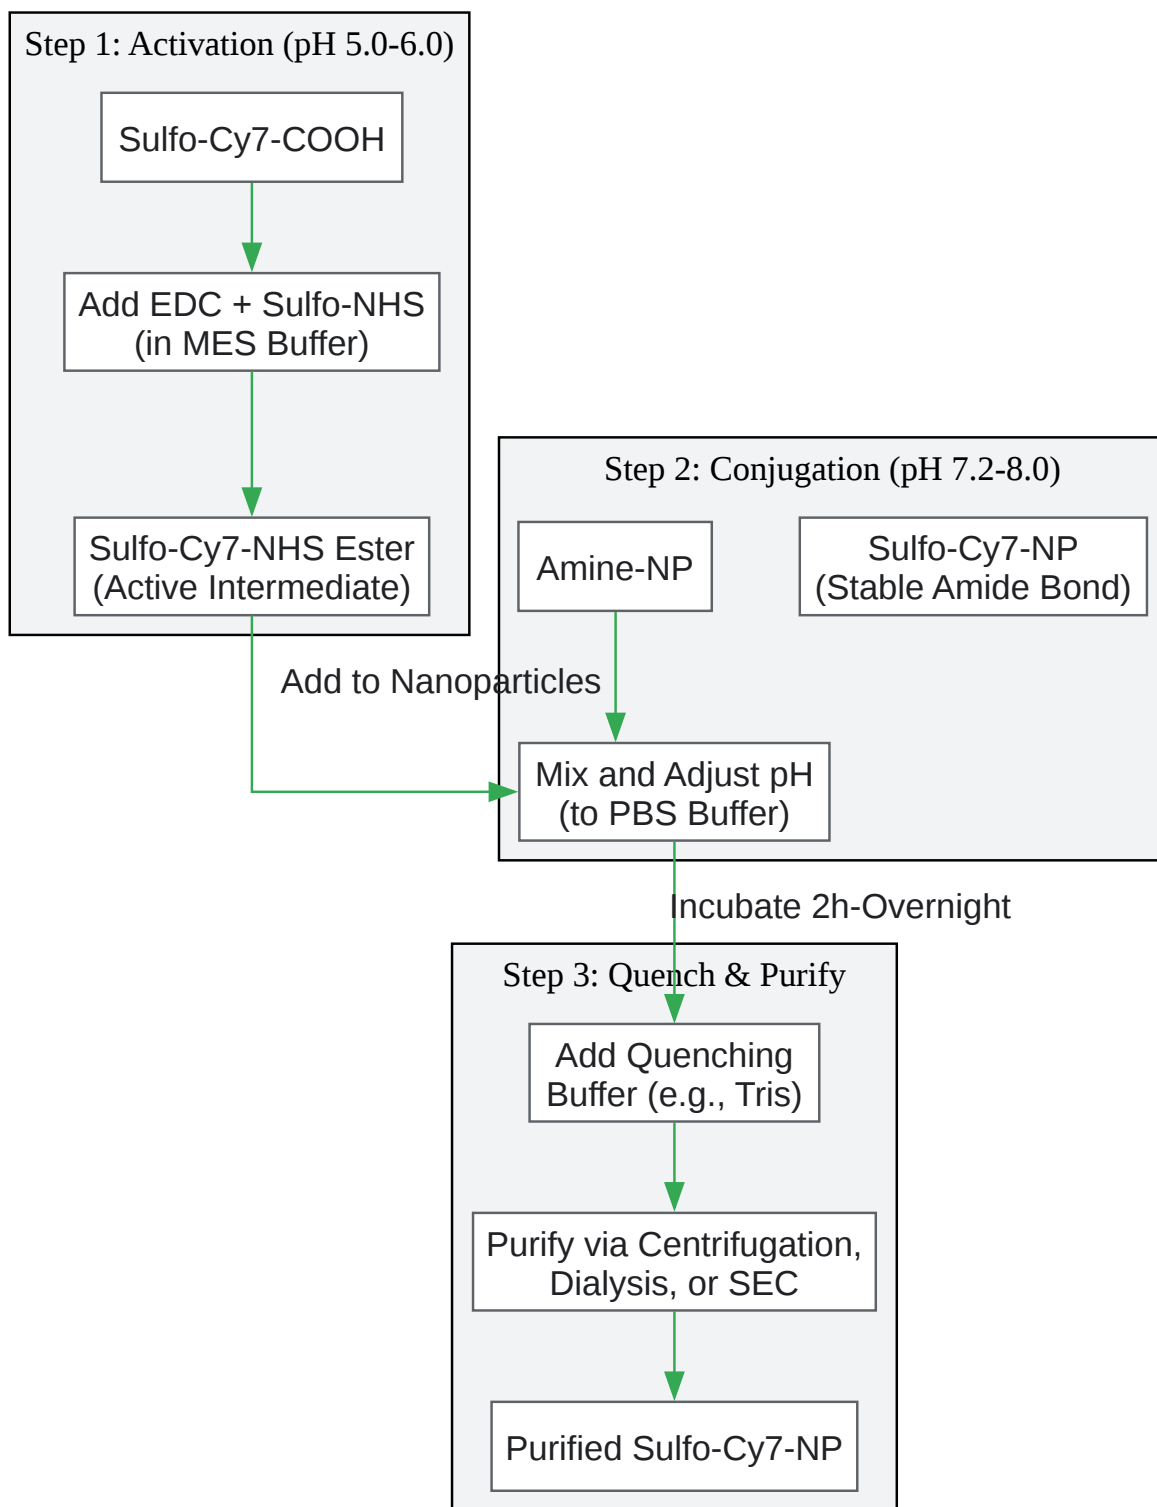 Step 1: Activation (pH 5.0-6.0)
Sulfo-Cy7-COOH
Add EDC + Sulfo-NHS
(in MES Buffer)
Sulfo-Cy7-NHS Ester
(Active Intermediate)
Step 2: Conjugation (pH 7.2-8.0)
Amine-NP
Sulfo-Cy7-NP
(Stable Amide Bond)
Add to Nanoparticles
Mix and Adjust pH
(to PBS Buffer)
Incubate 2h-Overnight
Step 3: Quench & Purify
Add Quenching
Buffer (e.g., Tris)
Purify via Centrifugation,
Dialysis, or SEC
Purified Sulfo-Cy7-NP